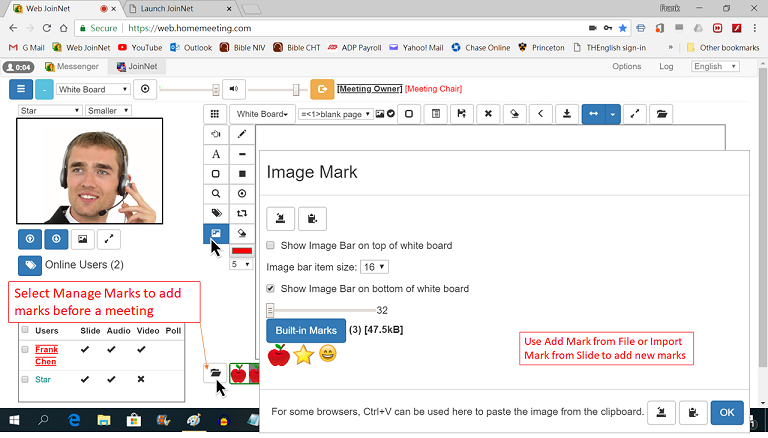 Web JoinNet
Launch JoinNet
Frank
Secure
https://web.homemeeting.com
G Mail
Web JoinNet
YouTube
Outlook
Bible NIV
Bible CHT
ADP Payroll
Yahoo! Mail
Chase Online
Princeton
THEnglish sign-in
»
Other bookmarks
0:04
Messenger
JoinNet
Options
Log
English
White Board
[Meeting Owner] [Meeting Chair]
Star
Smaller
White Board
=<1>blank page
A
5
Online Users (2)
Select Manage Marks to add
marks before a meeting
Users Slide Audio Video Poll
Frank
Chen
Star
Image Mark
Show Image Bar on top of white board
Image bar item size: 16
Show Image Bar on bottom of white board
32
Built-in Marks (3) [47.5kB]
Use Add Mark from File or Import
Mark from Slide to add new marks
For some browsers, Ctrl+V can be used here to paste the image from the clipboard.
OK